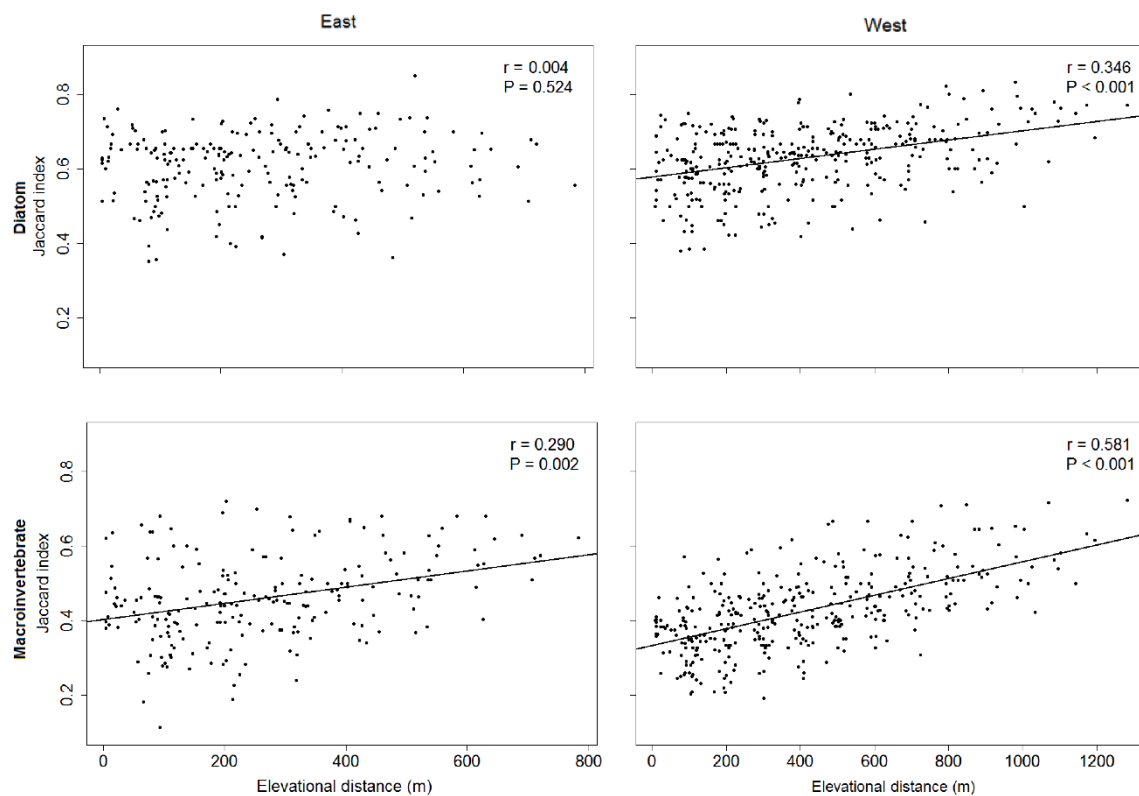 East
West
r = 0.004
P = 0.524
r = 0.346
P < 0.001
Diatom
Jaccard index
0.8
0.6
0.4
0.2
r = 0.290
P = 0.002
r = 0.581
P < 0.001
Macroinvertebrate
Jaccard index
0.8
0.6
0.4
0.2
0 200 400 600 800
0 200 400 600 800 1000 1200
Elevational distance (m)
Elevational distance (m)